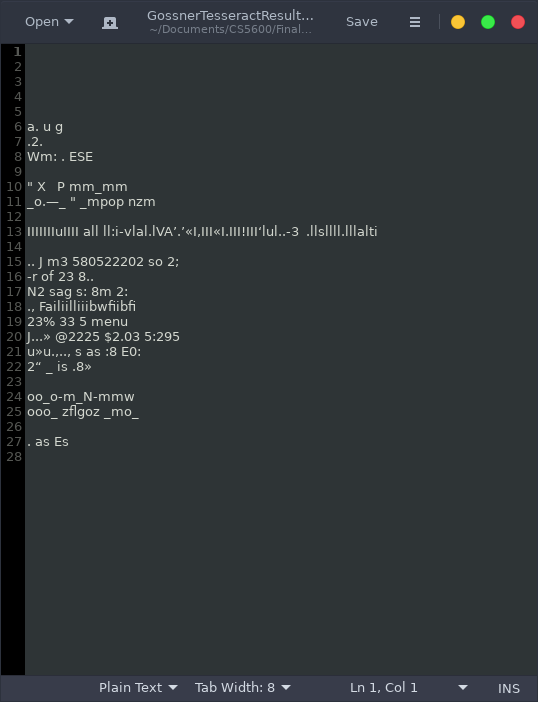 Open
GossnerTesseractResult...
~/Documents/CS5600/Final...
Save
1
2
3
4
5
6 a. u g
7 .2.
8 Wm: . ESE
9
10 " X   P mm_mm
11 _o.—_ " _mpop nzm
12
13 IIIIIIIuIIII all ll:i-vlal.lVA’.’«I,III«I.III!III‘lul..-3  .llsllll.lllalti
14
15 .. J m3 580522202 so 2;
16 -r of 23 8..
17 N2 sag s: 8m 2:
18 ., Failiilliiibwfiibfi
19 23% 33 5 menu
20 J...» @2225 $2.03 5:295
21 u»u.,.., s as :8 E0:
22 2“ _ is .8»
23
24 oo_o-m_N-mmw
25 ooo_ zflgoz _mo_
26
27 . as Es
28
Plain Text
Tab Width: 8
Ln 1, Col 1
INS